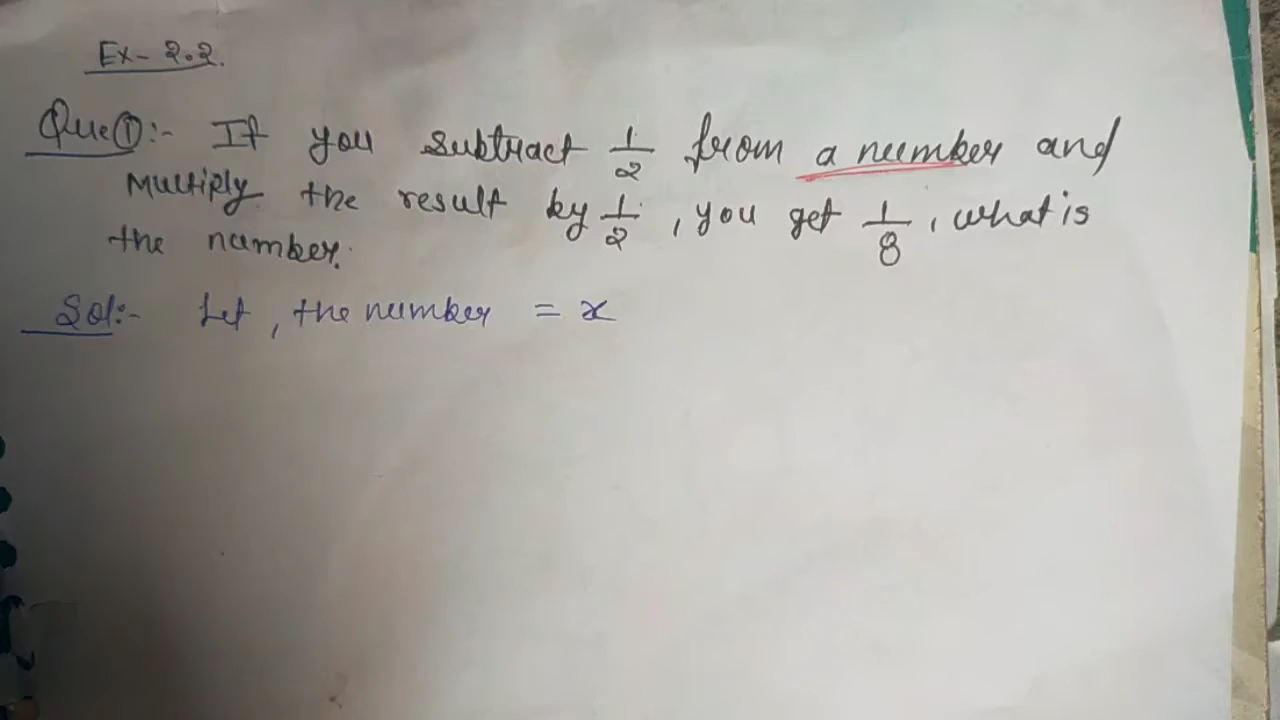 Ex- 2.2.
Que①:- If you subtract 1/2 from a number and
Multiply the result by 1/2, you get 1/8, what is
the number.
Sol:- Let, the number = x